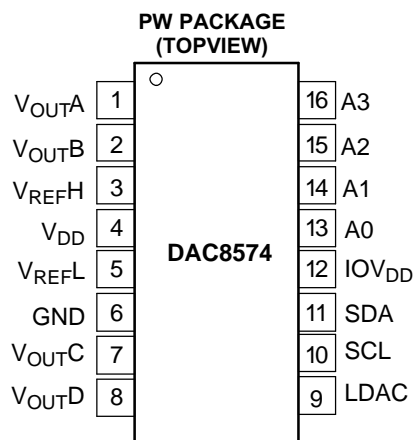 PW PACKAGE
(TOPVIEW)
VOUTA 1 16 A3
VOUTB 2 15 A2
VREFH 3 14 A1
VDD 4 13 A0
DAC8574
VREFL 5 12 IOVDD
GND 6 11 SDA
VOUTC 7 10 SCL
VOUTD 8 9 LDAC